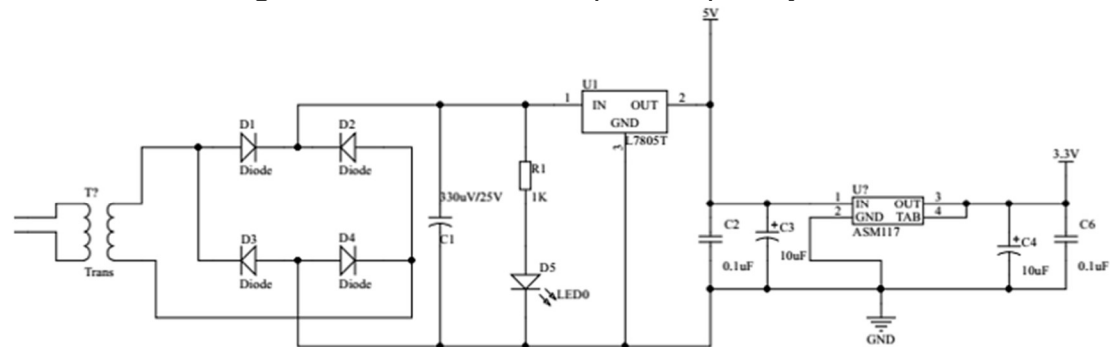 5V
U1
1 IN OUT 2
GND
L7805T
3
D1
Diode
D2
Diode
T?
Trans
D3
Diode
D4
Diode
330uV/25V
C1
R1
1K
D5
LED0
3.3V
U?
1 IN OUT 3
2 GND TAB 4
ASM117
C2
0.1uF
+C3
10uF
+C4
10uF
C6
0.1uF
GND